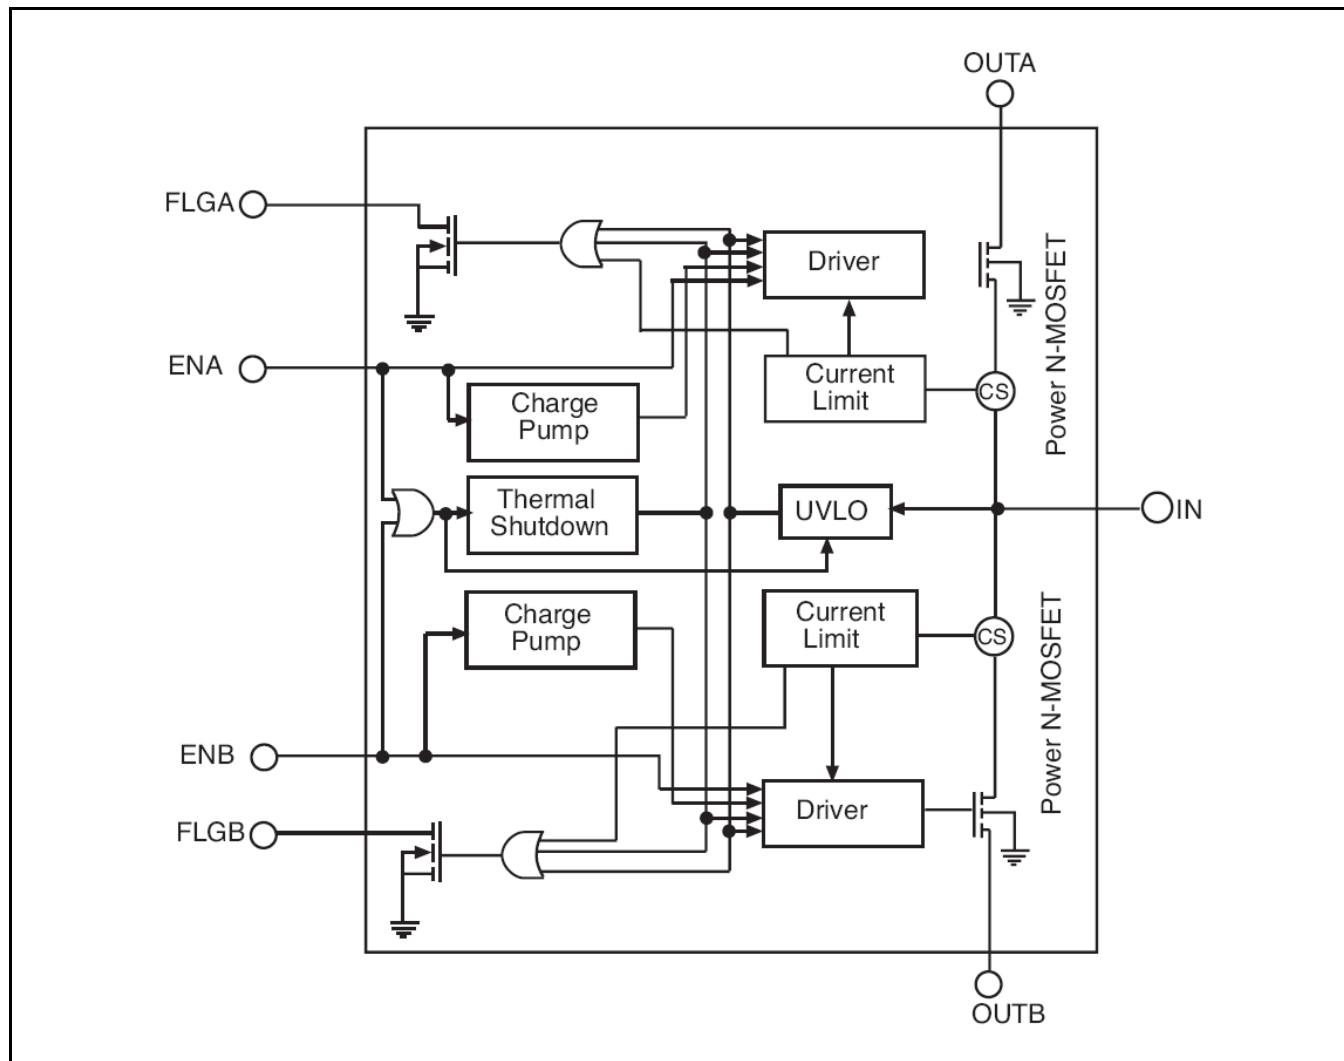 OUTA
FLGA
Driver
Power N-MOSFET
ENA
Current
Limit
CS
Charge
Pump
Thermal
Shutdown
UVLO
IN
Charge
Pump
Current
Limit
CS
Power N-MOSFET
ENB
Driver
FLGB
OUTB